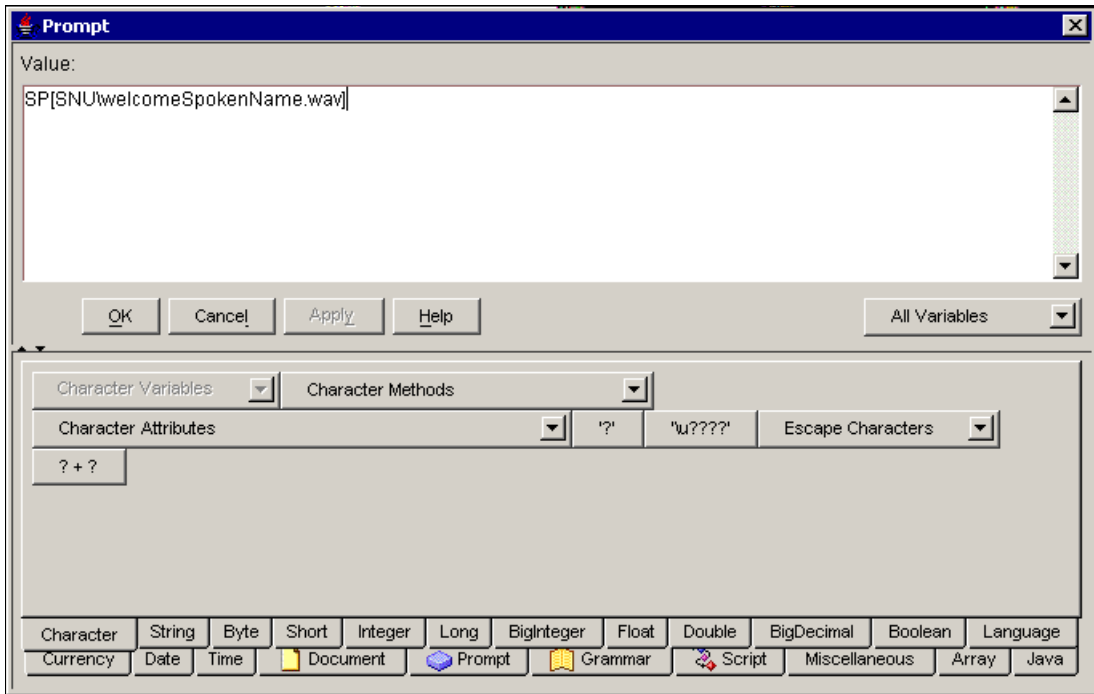 Prompt
Value:
SP[SNU\welcomeSpokenName.wav]
OK Cancel Apply Help All Variables
Character Variables Character Methods
Character Attributes '?' '\u????' Escape Characters
? + ?
Character String Byte Short Integer Long BigInteger Float Double BigDecimal Boolean Language
Currency Date Time Document Prompt Grammar Script Miscellaneous Array Java